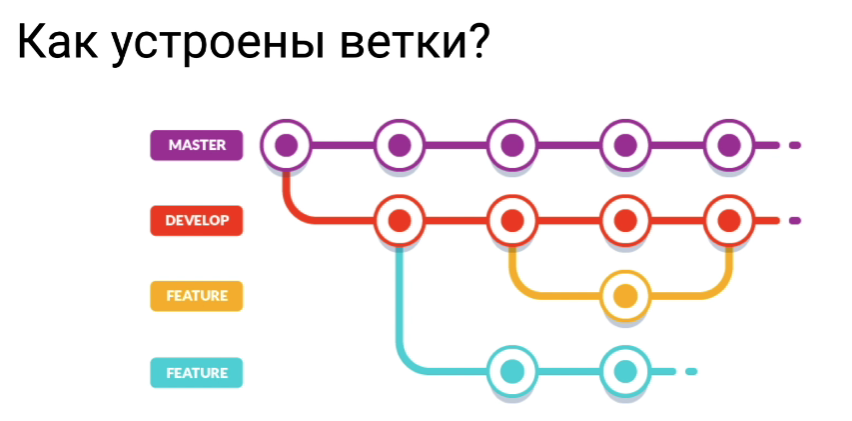 Как устроены ветки?
MASTER
DEVELOP
FEATURE
FEATURE